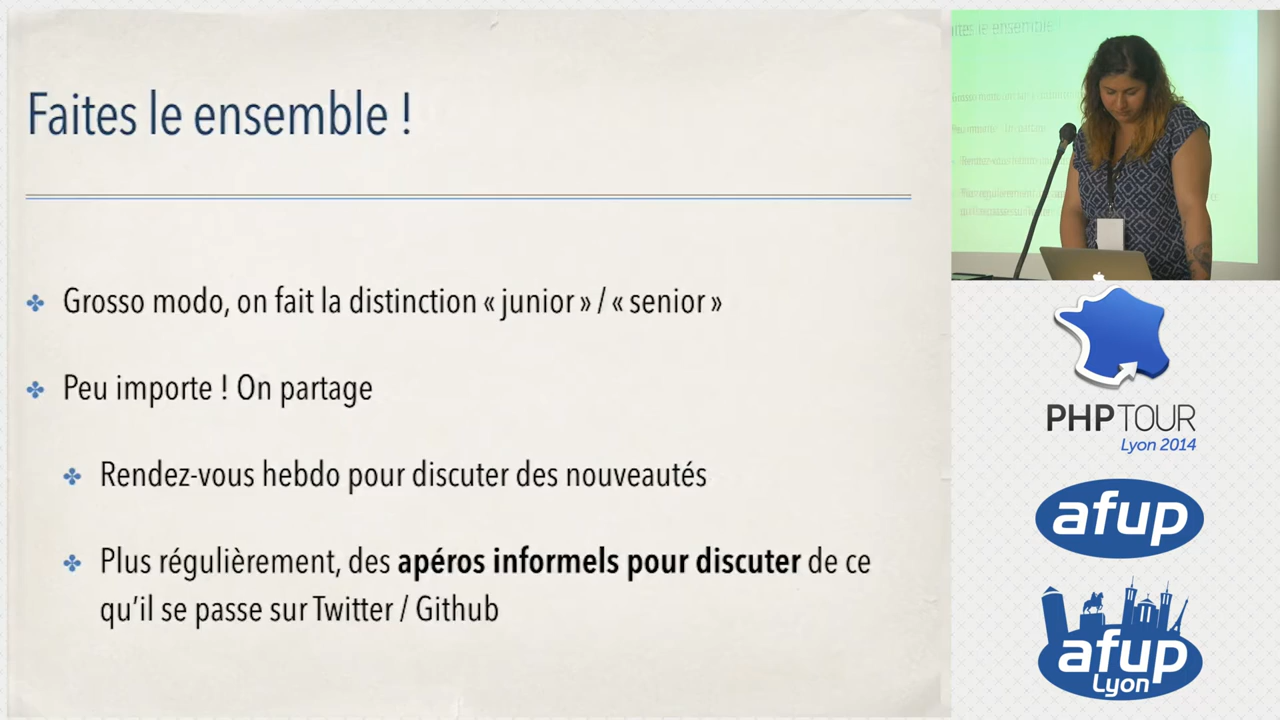 Faites le ensemble !
Grosso modo, on fait la distinction « junior » / « senior »
Peu importe ! On partage
Rendez-vous hebdo pour discuter des nouveautés
Plus régulièrement, des apéros informels pour discuter de ce
qu’il se passe sur Twitter / Github
PHP TOUR
Lyon 2014
afup
afup
Lyon